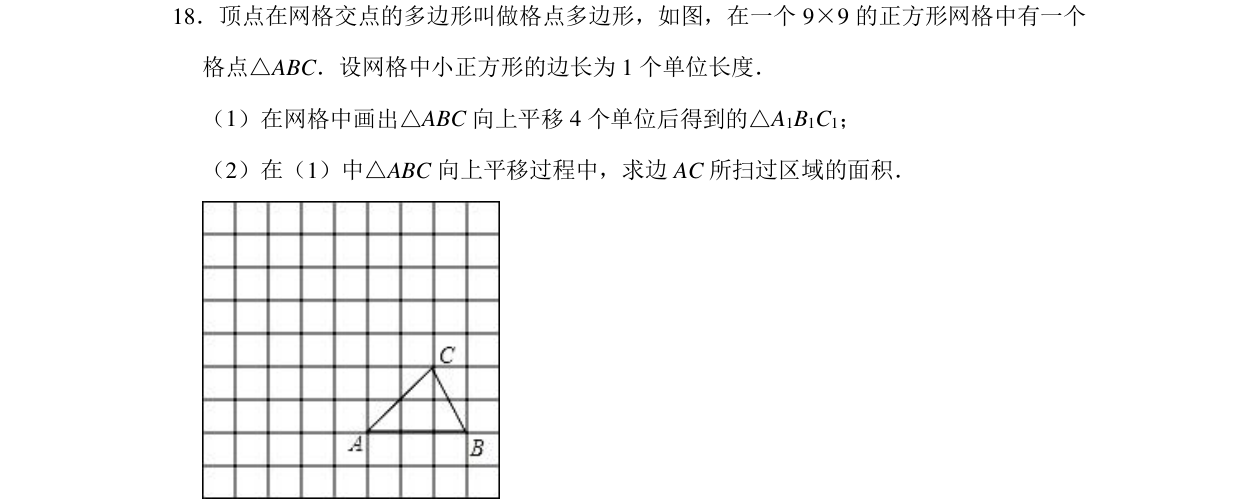 18．顶点在网格交点的多边形叫做格点多边形，如图，在一个 9×9 的正方形网格中有一个
格点△ABC．设网格中小正方形的边长为 1 个单位长度．
（1）在网格中画出△ABC 向上平移 4 个单位后得到的△A₁B₁C₁；
（2）在（1）中△ABC 向上平移过程中，求边 AC 所扫过区域的面积．
C
A
B